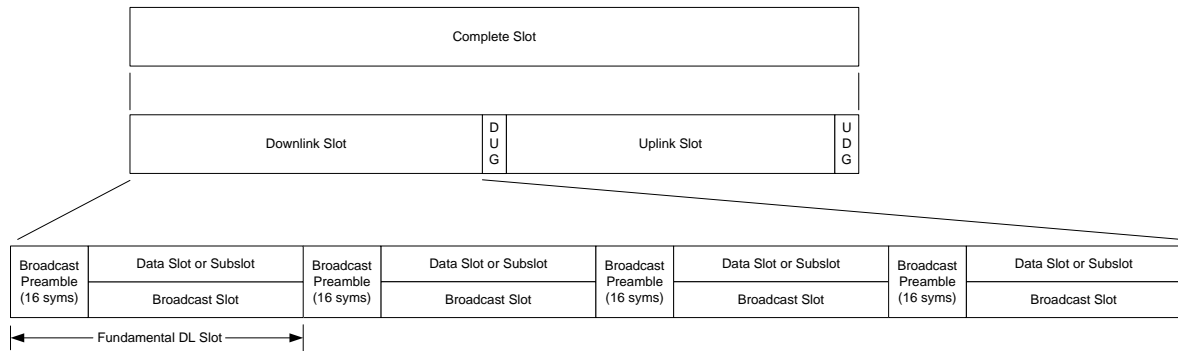 Complete Slot
Downlink Slot
D
U
G
Uplink Slot
U
D
G
Broadcast
Preamble
(16 syms)
Data Slot or Subslot
Broadcast Slot
Broadcast
Preamble
(16 syms)
Data Slot or Subslot
Broadcast Slot
Broadcast
Preamble
(16 syms)
Data Slot or Subslot
Broadcast Slot
Broadcast
Preamble
(16 syms)
Data Slot or Subslot
Broadcast Slot
Fundamental DL Slot